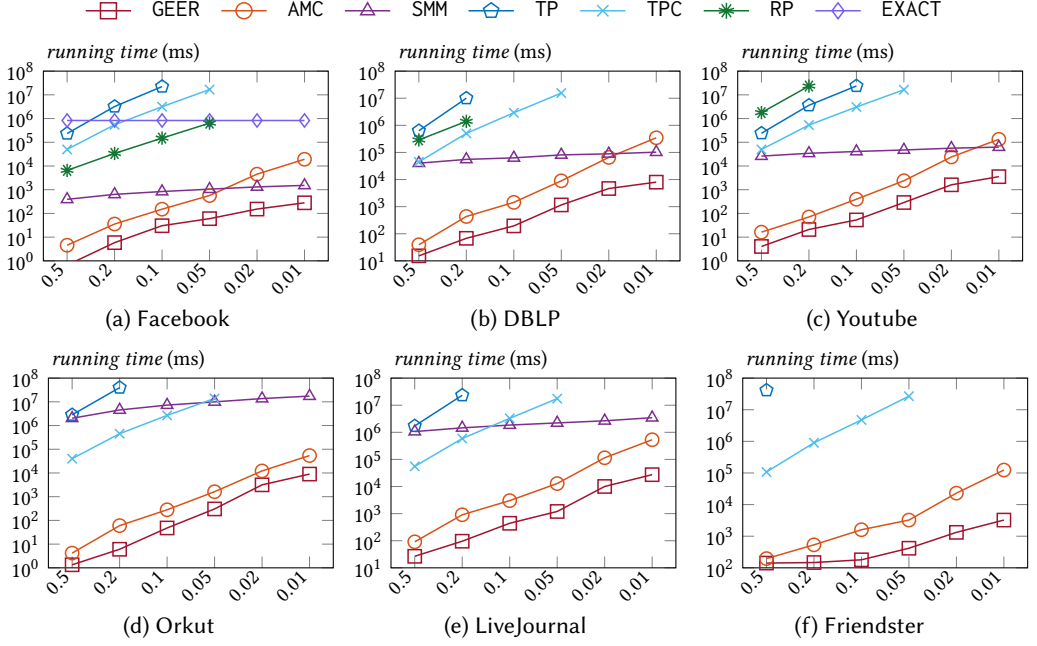 GEER AMC SMM TP TPC RP EXACT
running time (ms) running time (ms) running time (ms)
10^8 10^8 10^8
10^7 10^7 10^7
10^6 10^6 10^6
10^5 10^5 10^5
10^4 10^4 10^4
10^3 10^3 10^3
10^2 10^2 10^2
10^1 10^1 10^1
10^0 10^0
0.5 0.2 0.1 0.05 0.02 0.01 0.5 0.2 0.1 0.05 0.02 0.01 0.5 0.2 0.1 0.05 0.02 0.01
(a) Facebook (b) DBLP (c) Youtube
running time (ms) running time (ms) running time (ms)
10^8 10^8 10^8
10^7 10^7 10^7
10^6 10^6 10^6
10^5 10^5 10^5
10^4 10^4 10^4
10^3 10^3 10^3
10^2 10^2 10^2
10^1 10^1
10^0
0.5 0.2 0.1 0.05 0.02 0.01 0.5 0.2 0.1 0.05 0.02 0.01 0.5 0.2 0.1 0.05 0.02 0.01
(d) Orkut (e) LiveJournal (f) Friendster